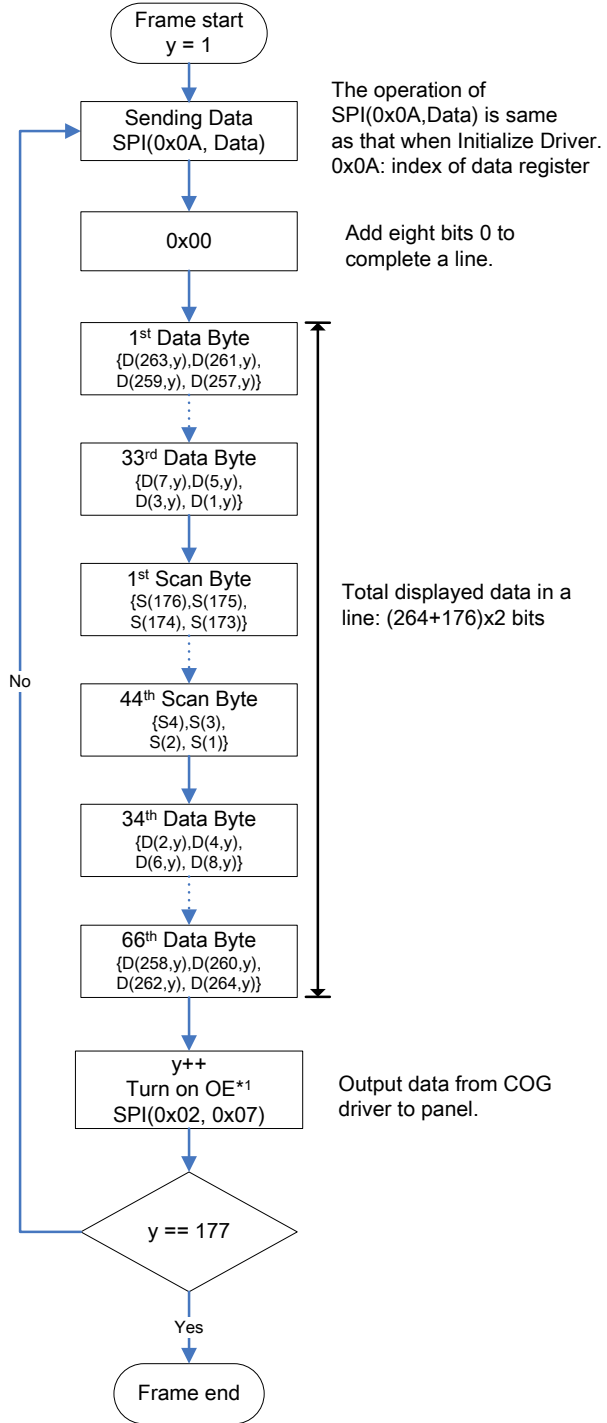 Frame start
y = 1
Sending Data
SPI(0x0A, Data)
The operation of
SPI(0x0A,Data) is same
as that when Initialize Driver.
0x0A: index of data register
0x00
Add eight bits 0 to
complete a line.
1st Data Byte
{D(263,y),D(261,y),
D(259,y), D(257,y)}
33rd Data Byte
{D(7,y),D(5,y),
D(3,y), D(1,y)}
1st Scan Byte
{S(176),S(175),
S(174), S(173)}
Total displayed data in a
line: (264+176)x2 bits
No
44th Scan Byte
{S4),S(3),
S(2), S(1)}
34th Data Byte
{D(2,y),D(4,y),
D(6,y), D(8,y)}
66th Data Byte
{D(258,y),D(260,y),
D(262,y), D(264,y)}
y++
Turn on OE*1
SPI(0x02, 0x07)
Output data from COG
driver to panel.
y == 177
Yes
Frame end